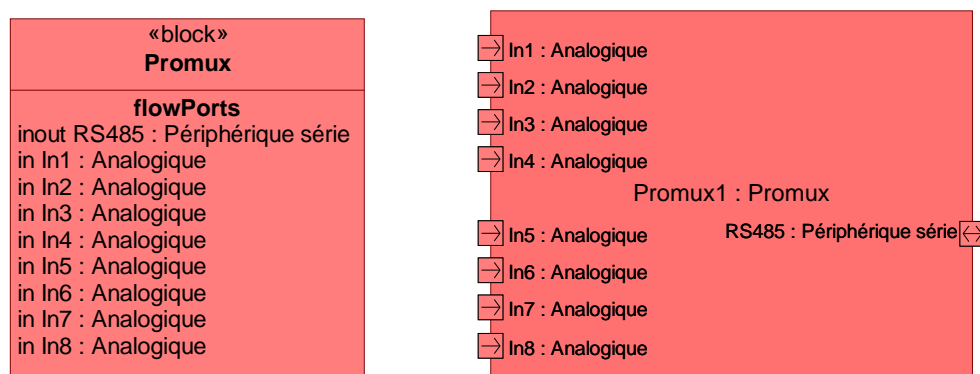 «block»
Promux
flowPorts
inout RS485 : Périphérique série
in In1 : Analogique
in In2 : Analogique
in In3 : Analogique
in In4 : Analogique
in In5 : Analogique
in In6 : Analogique
in In7 : Analogique
in In8 : Analogique
In1 : Analogique
In2 : Analogique
In3 : Analogique
In4 : Analogique
Promux1 : Promux
In5 : Analogique
RS485 : Périphérique série
In6 : Analogique
In7 : Analogique
In8 : Analogique